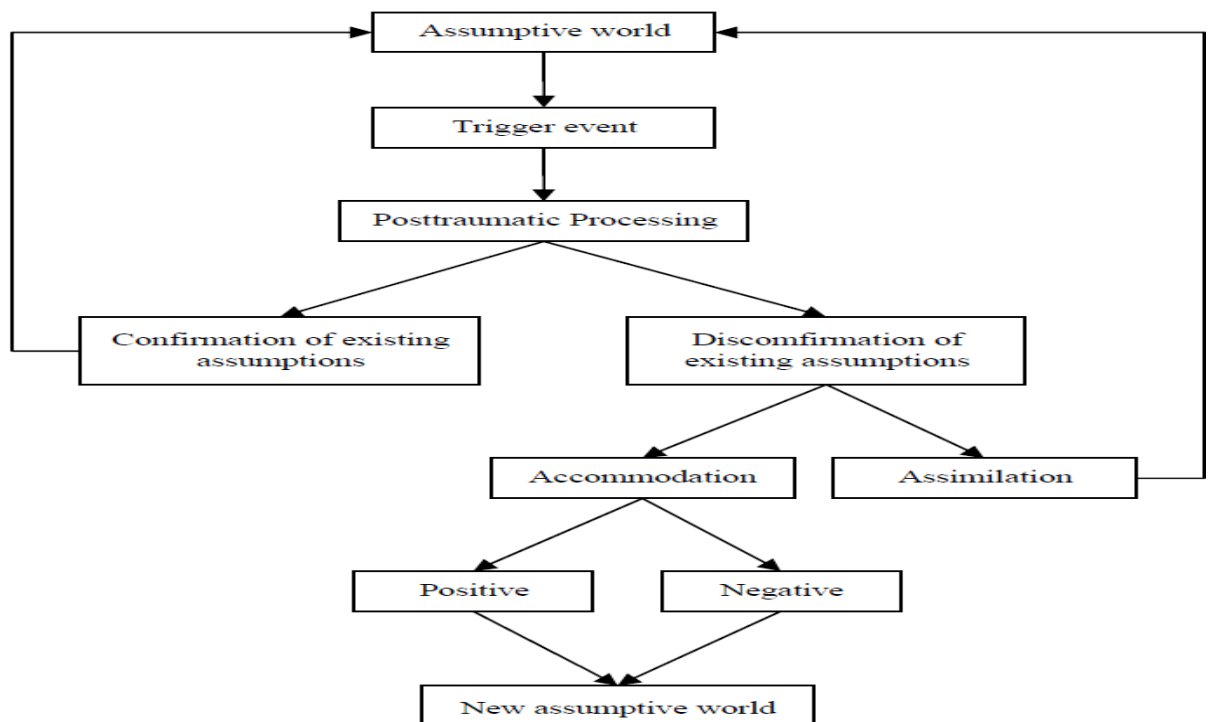 Assumptive world
Trigger event
Posttraumatic Processing
Confirmation of existing
assumptions
Discomfirmation of
existing assumptions
Accommodation
Assimilation
Positive
Negative
New assumptive world